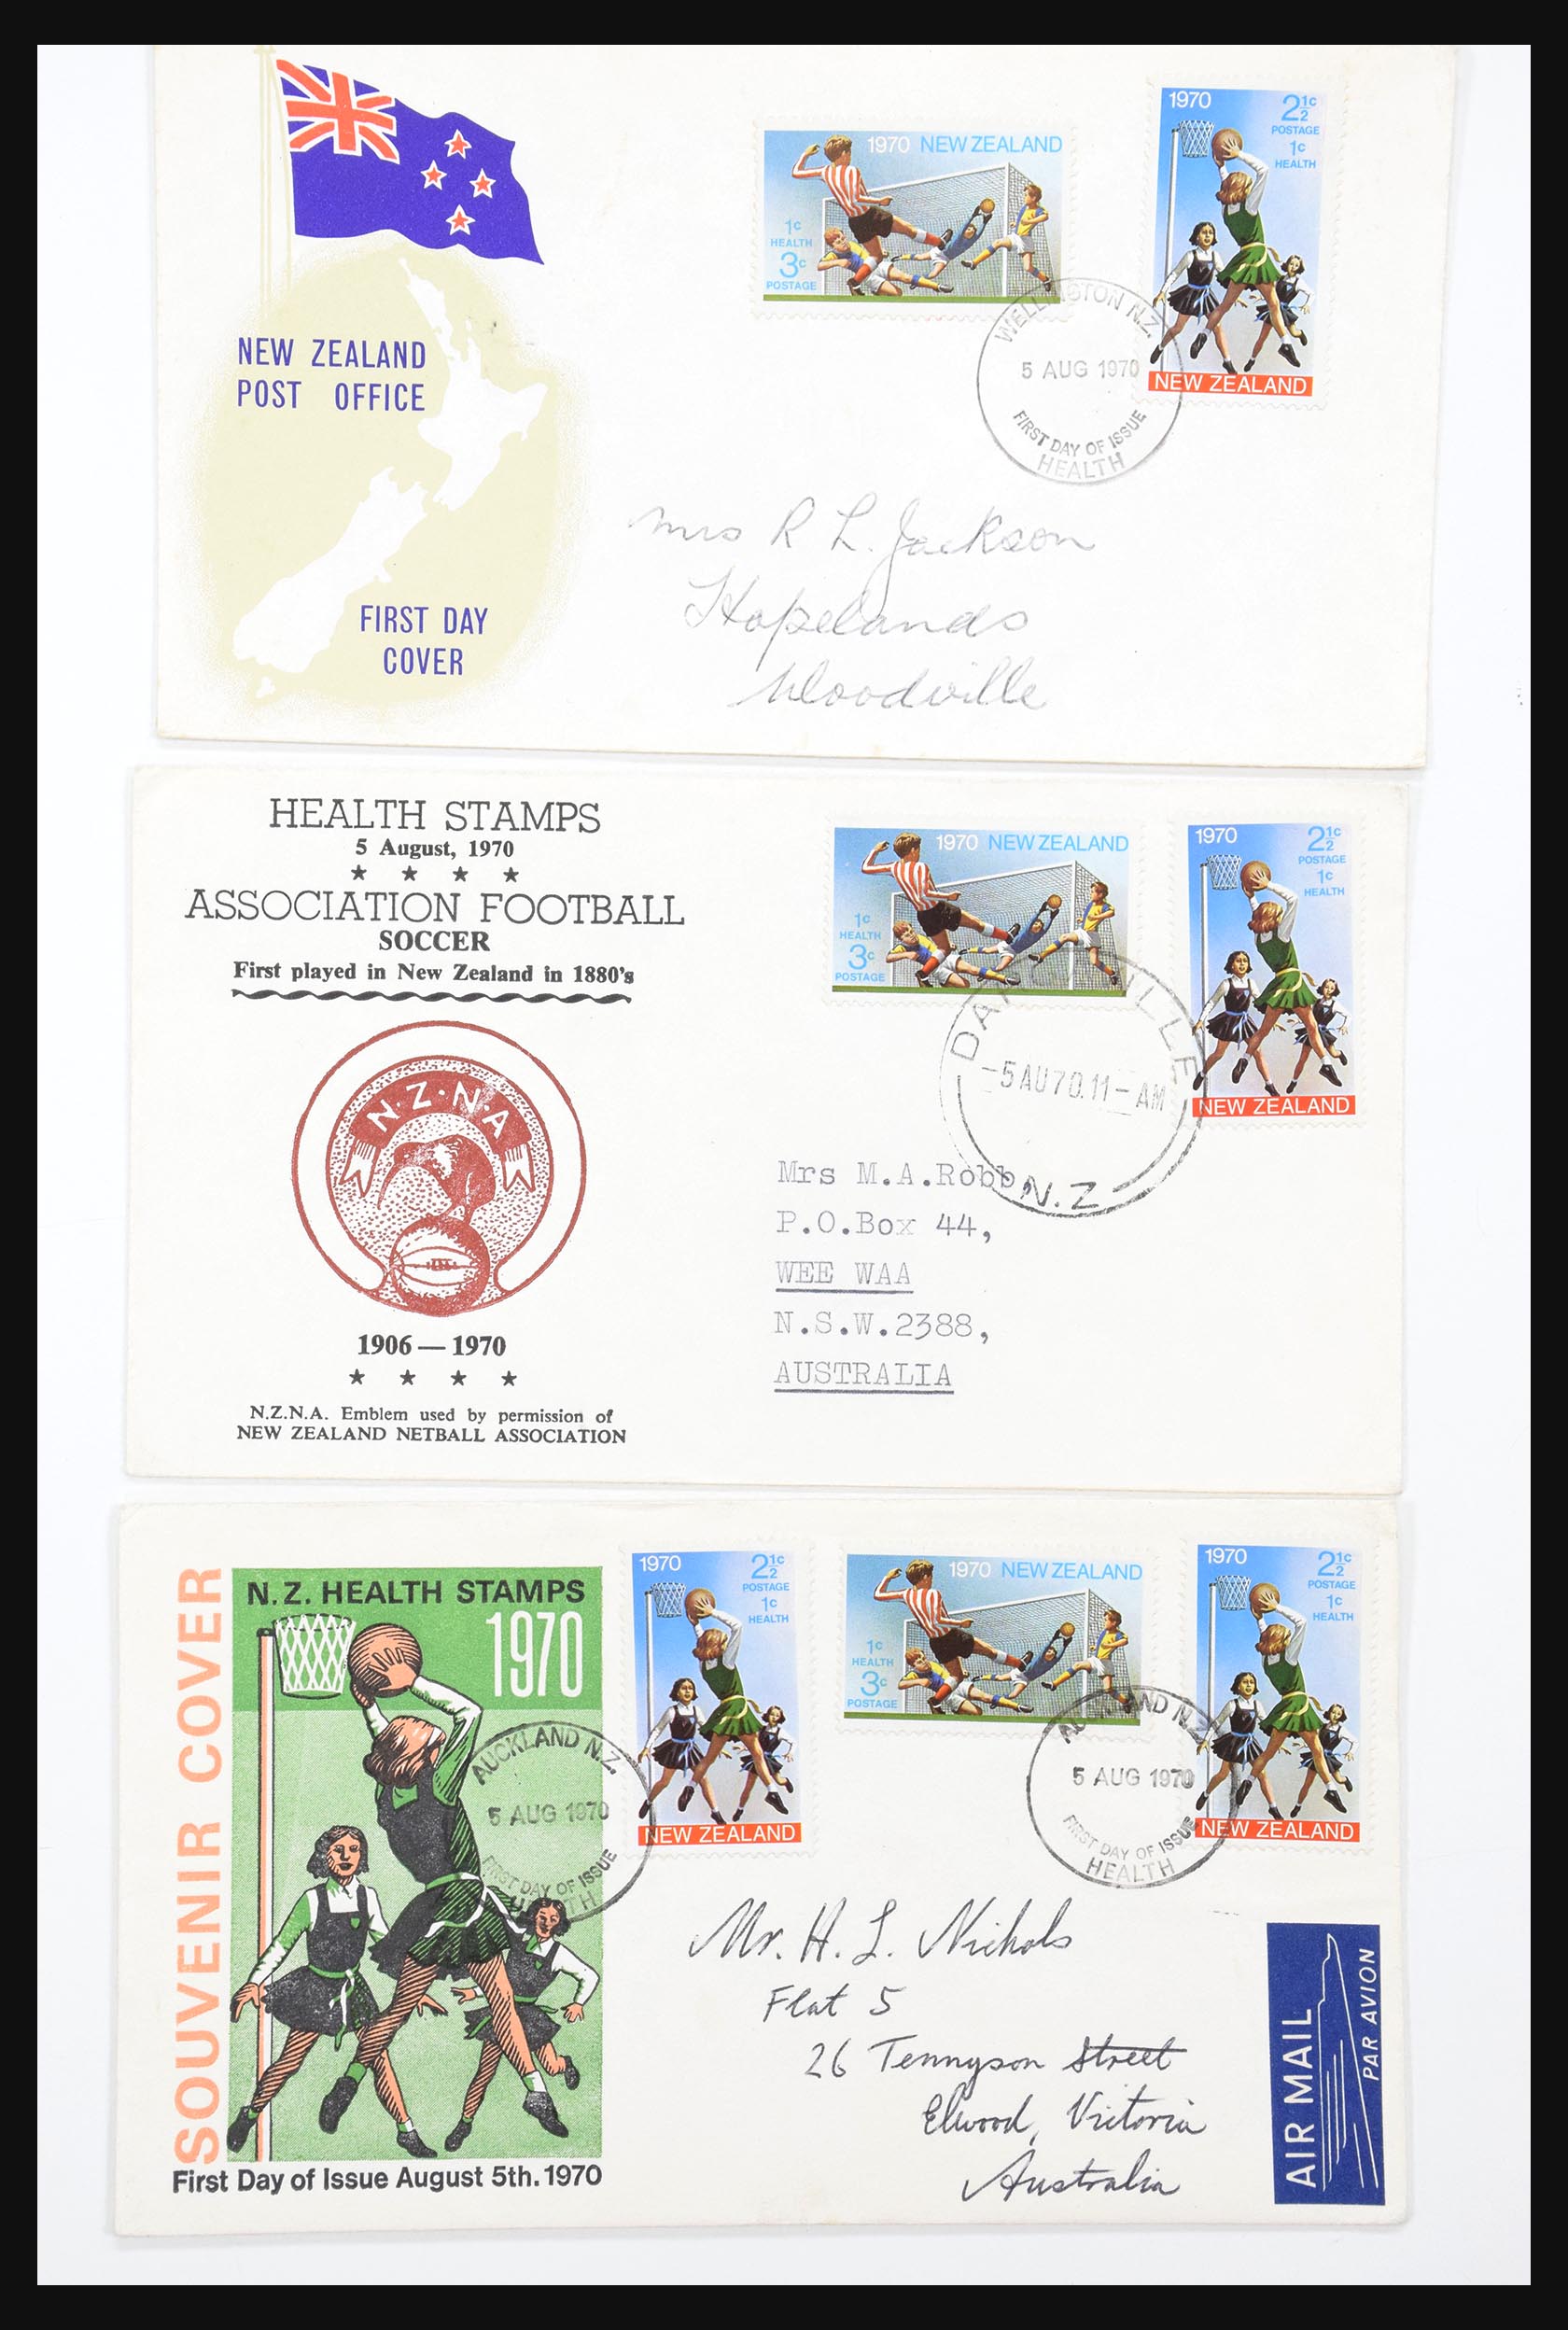 NEW ZEALAND
POST OFFICE
FIRST DAY
COVER
1970 NEW ZEALAND
1c
HEALTH
3c
POSTAGE
1970
2½c
POSTAGE
1c
HEALTH
NEW ZEALAND
WELLINGTON N.Z.
5 AUG 1970
FIRST DAY OF ISSUE
HEALTH
Mrs R L. Jackson
Hopelands
Woodville
HEALTH STAMPS
5 August, 1970
★ ★ ★ ★
ASSOCIATION FOOTBALL
SOCCER
First played in New Zealand in 1880's
N.Z.N.A
1906 — 1970
★ ★ ★ ★
N.Z.N.A. Emblem used by permission of
NEW ZEALAND NETBALL ASSOCIATION
1970 NEW ZEALAND
1c
HEALTH
3c
POSTAGE
1970
2½c
POSTAGE
1c
HEALTH
NEW ZEALAND
-5AU70.11-AM
N.Z
Mrs M.A.Robb,
P.O.Box 44,
WEE WAA
N.S.W.2388,
AUSTRALIA
SOUVENIR COVER
N.Z. HEALTH STAMPS
1970
First Day of Issue August 5th. 1970
AUCKLAND N.Z.
5 AUG 1970
FIRST DAY OF ISSUE
HEALTH
1970
2½c
POSTAGE
1c
HEALTH
NEW ZEALAND
1970 NEW ZEALAND
1c
HEALTH
3c
POSTAGE
1970
2½c
POSTAGE
1c
HEALTH
NEW ZEALAND
AUCKLAND N.Z.
5 AUG 1970
FIRST DAY OF ISSUE
HEALTH
Mr. H. L. Nichols
Flat 5
26 Tennyson Street
Elwood, Victoria
Australia
AIR MAIL
PAR AVION